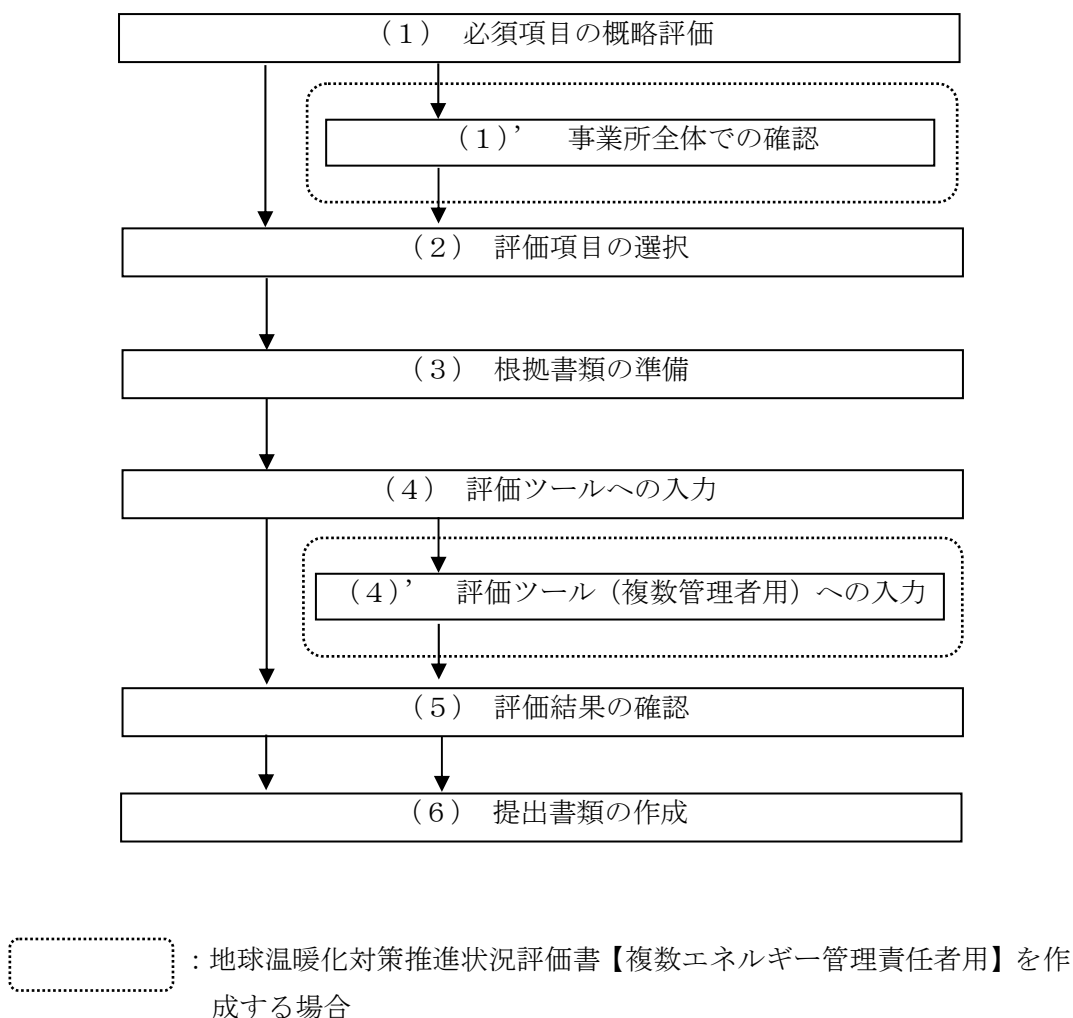 （１） 必須項目の概略評価
（１）’ 事業所全体での確認
（２） 評価項目の選択
（３） 根拠書類の準備
（４） 評価ツールへの入力
（４）’ 評価ツール（複数管理者用）への入力
（５） 評価結果の確認
（６） 提出書類の作成
：地球温暖化対策推進状況評価書【複数エネルギー管理責任者用】を作
成する場合